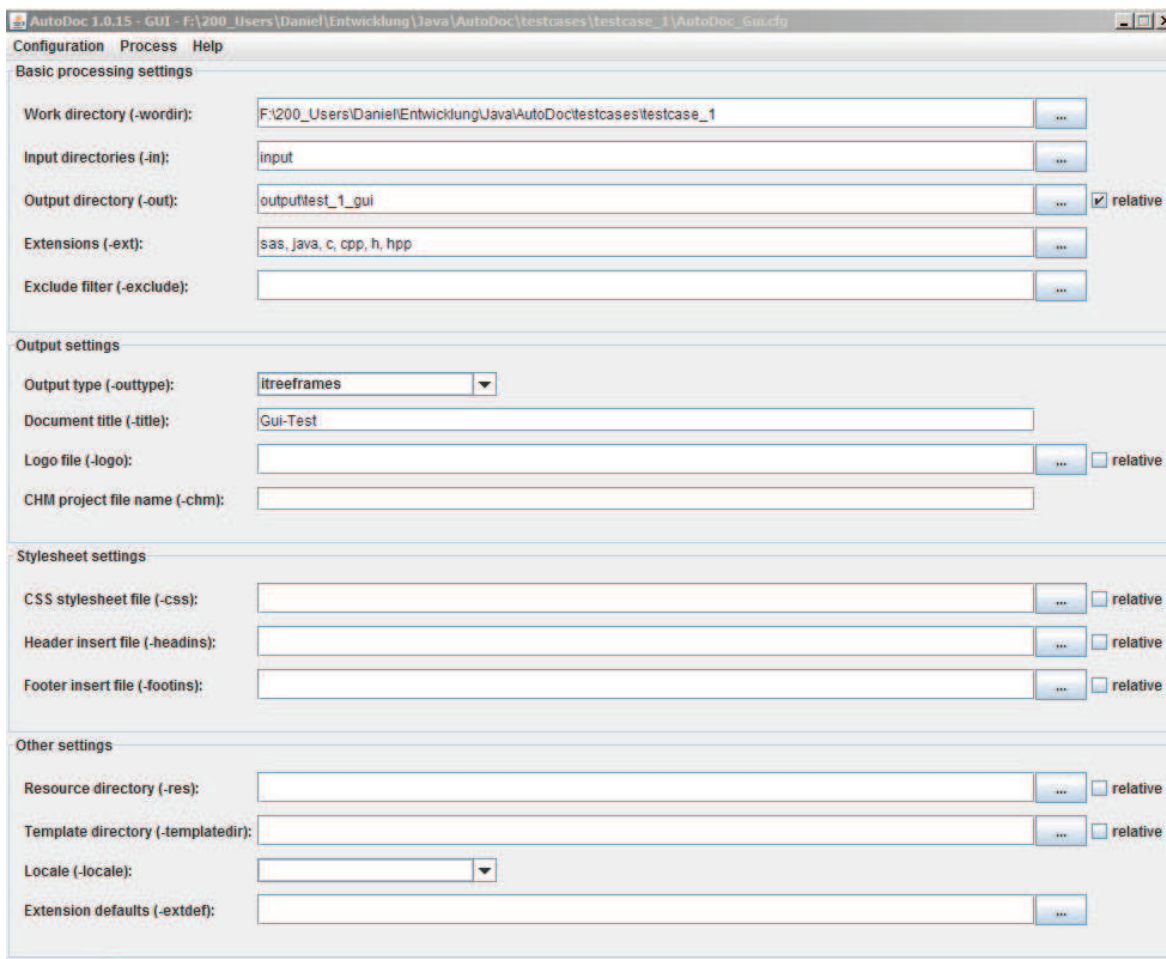 AutoDoc 1.0.15 - GUI - F:\200_Users\Daniel\Entwicklung\Java\AutoDoc\testcases\testcase_1\AutoDoc_Gui.cfg
Configuration Process Help
Basic processing settings
Work directory (-wordir): F:\200_Users\Daniel\Entwicklung\Java\AutoDoc\testcases\testcase_1 ...
Input directories (-in): input ...
Output directory (-out): output\test_1_gui ... relative
Extensions (-ext): sas, java, c, cpp, h, hpp ...
Exclude filter (-exclude): ...
Output settings
Output type (-outtype): itreeframes
Document title (-title): Gui-Test
Logo file (-logo): ... relative
CHM project file name (-chm):
Stylesheet settings
CSS stylesheet file (-css): ... relative
Header insert file (-headins): ... relative
Footer insert file (-footins): ... relative
Other settings
Resource directory (-res): ... relative
Template directory (-templatedir): ... relative
Locale (-locale):
Extension defaults (-extdef): ...